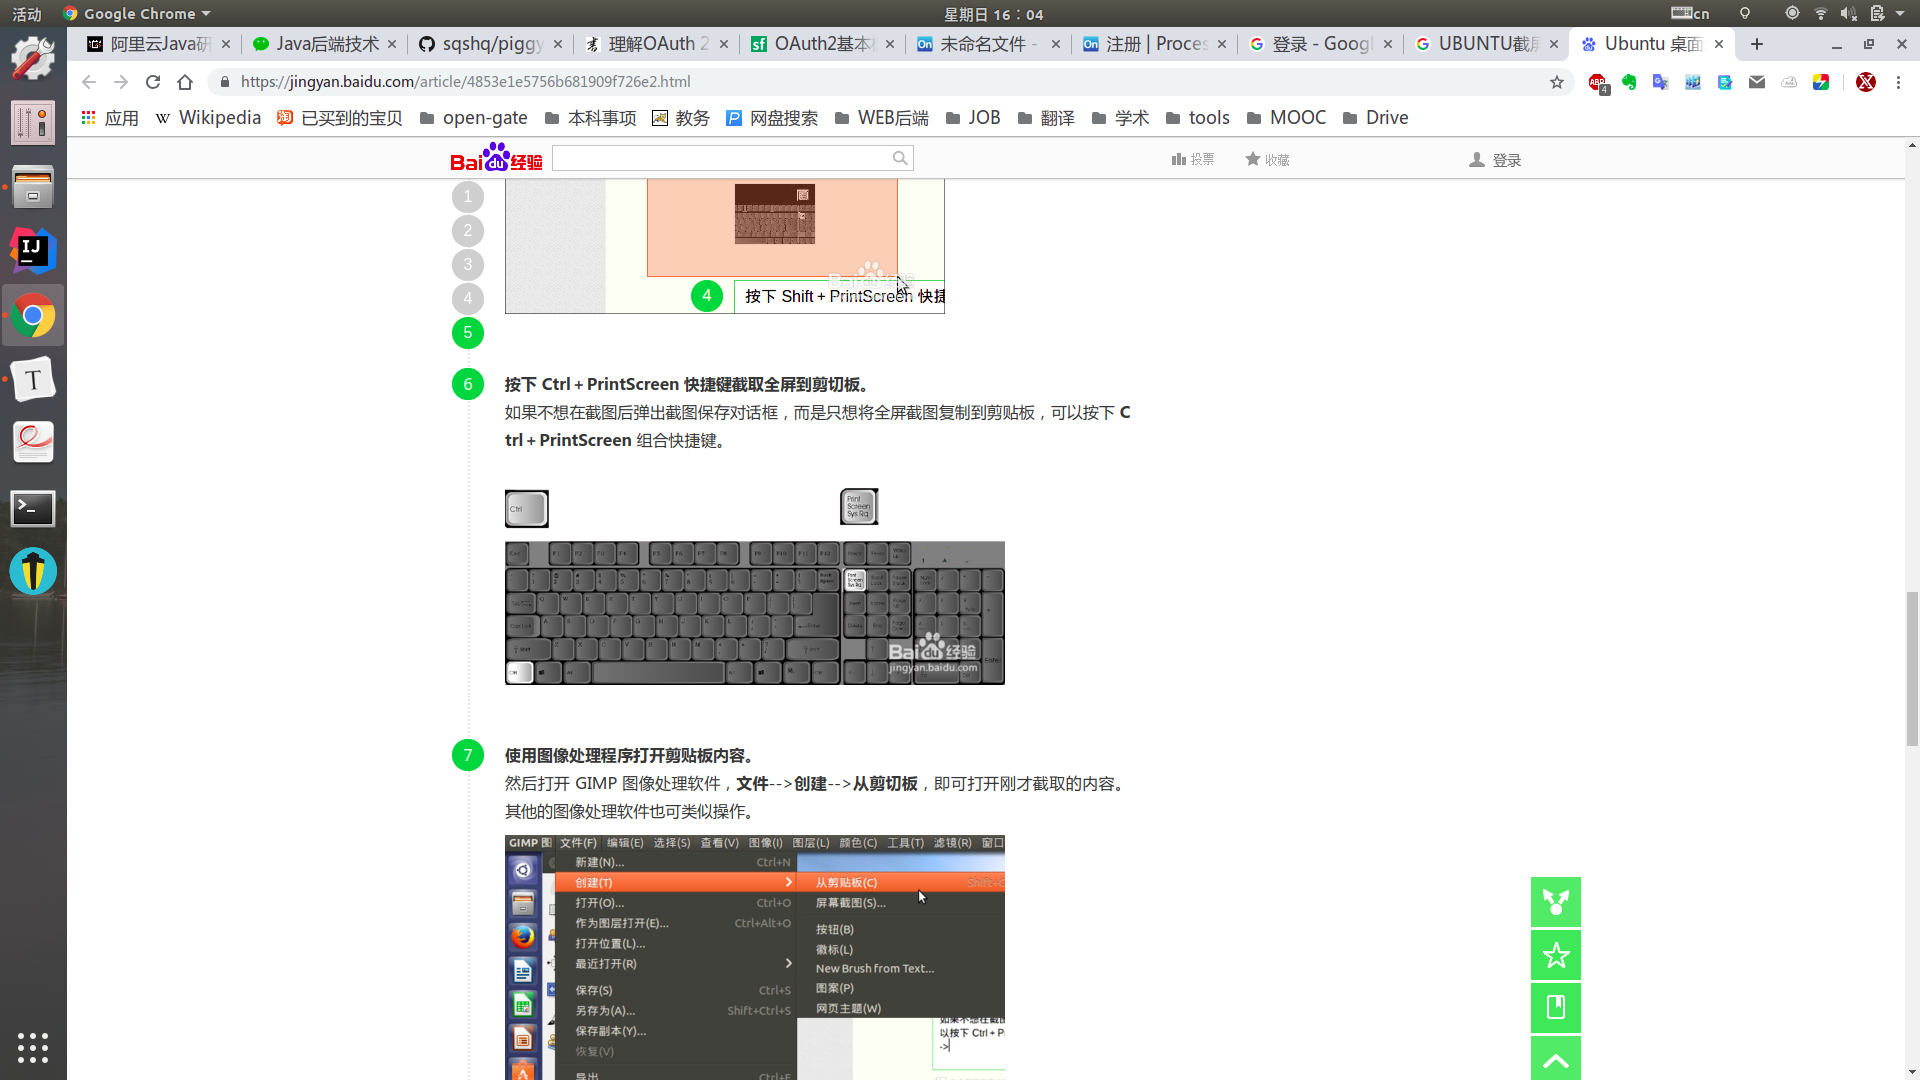 活动
Google Chrome
星期日 16：04
cn
阿里云Java研
Java后端技术
sqshq/piggy
理解OAuth 2
OAuth2基本
未命名文件 -
注册 | Proces
登录 - Googl
UBUNTU截屏
Ubuntu 桌面
https://jingyan.baidu.com/article/4853e1e5756b681909f726e2.html
ABP
4
应用
W Wikipedia
已买到的宝贝
open-gate
本科事项
教务
P 网盘搜索
WEB后端
JOB
翻译
学术
tools
MOOC
Drive
Baidu经验
投票
收藏
登录
1
2
3
4
5
4 按下 Shift + PrintScreen 快捷
6 按下 Ctrl + PrintScreen 快捷键截取全屏到剪切板。
如果不想在截图后弹出截图保存对话框，而是只想将全屏截图复制到剪贴板，可以按下 C
trl + PrintScreen 组合快捷键。
Ctrl
Print
Screen
Sys Rq
Baidu经验
jingyan.baidu.com
7 使用图像处理程序打开剪贴板内容。
然后打开 GIMP 图像处理软件，文件-->创建-->从剪切板，即可打开刚才截取的内容。
其他的图像处理软件也可类似操作。
GIMP 图 文件(F) 编辑(E) 选择(S) 查看(V) 图像(I) 图层(L) 颜色(C) 工具(T) 滤镜(R) 窗口
新建(N)... Ctrl+N
创建(T)
打开(O)... Ctrl+O
作为图层打开(E)... Ctrl+Alt+O
打开位置(L)...
最近打开(R)
保存(S) Ctrl+S
另存为(A)... Shift+Ctrl+S
保存副本(Y)...
恢复(V)
导出 Ctrl+E
从剪贴板(C) Shift+C
屏幕截图(S)...
按钮(B)
徽标(L)
New Brush from Text...
图案(P)
网页主题(W)
如果不想在截图
以按下 Ctrl + P
->